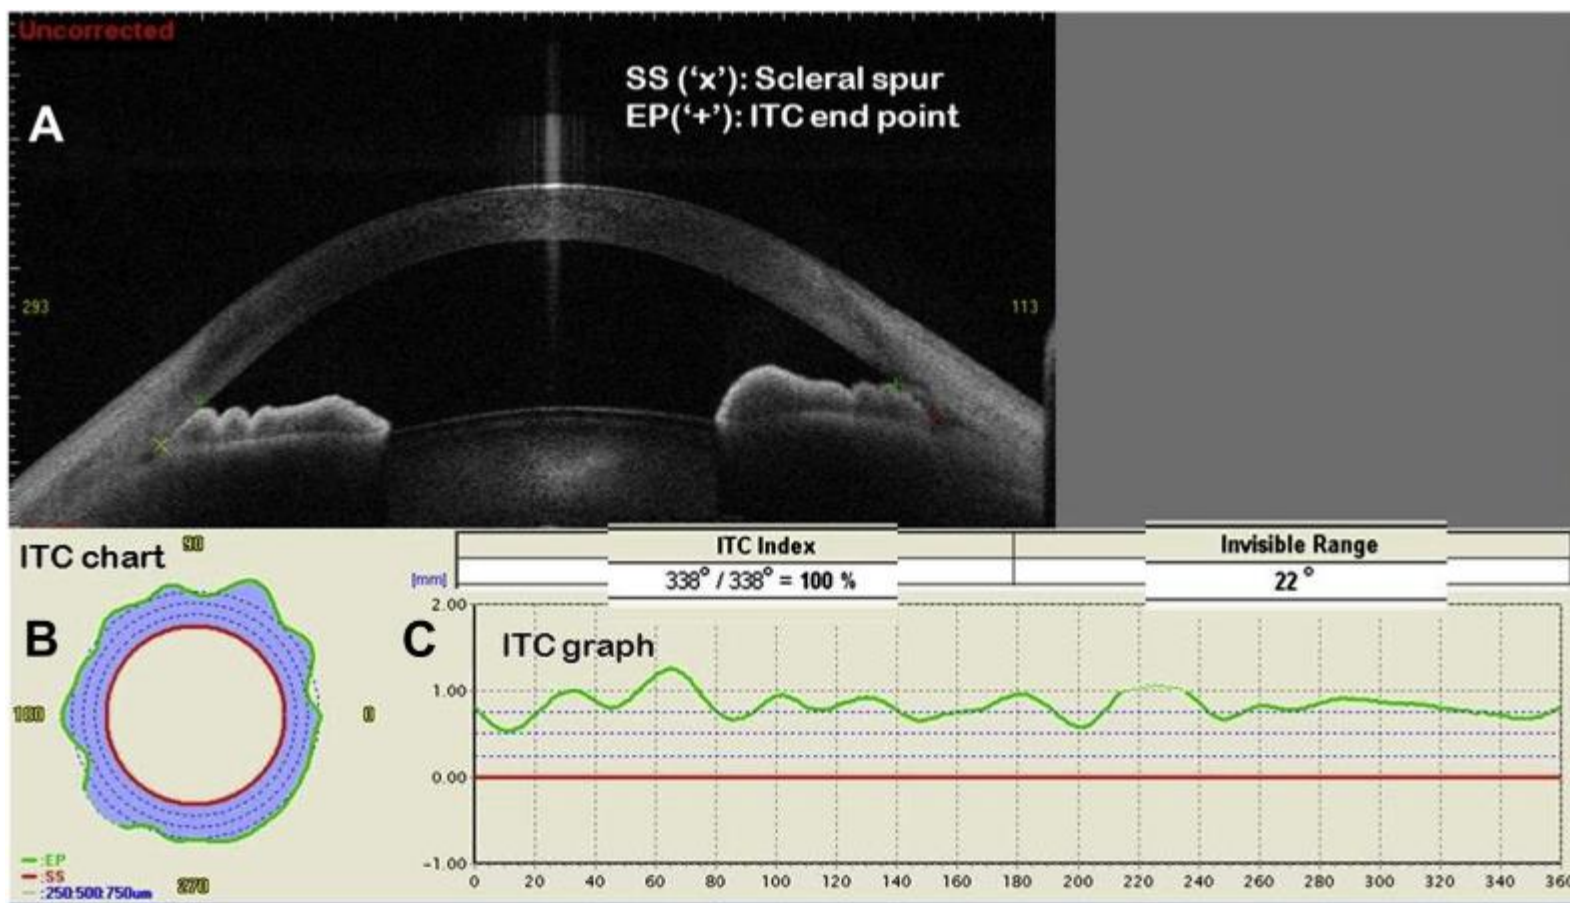 Uncorrected
A
SS ('x'): Scleral spur
EP('+'): ITC end point
293
113
ITC chart
90
180
0
270
B
:EP
:SS
:250:500:750um
ITC Index
Invisible Range
338° / 338° = 100 %
22 °
C
[mm]
ITC graph
2.00
1.00
0.00
-1.00
0 20 40 60 80 100 120 140 160 180 200 220 240 260 280 300 320 340 360